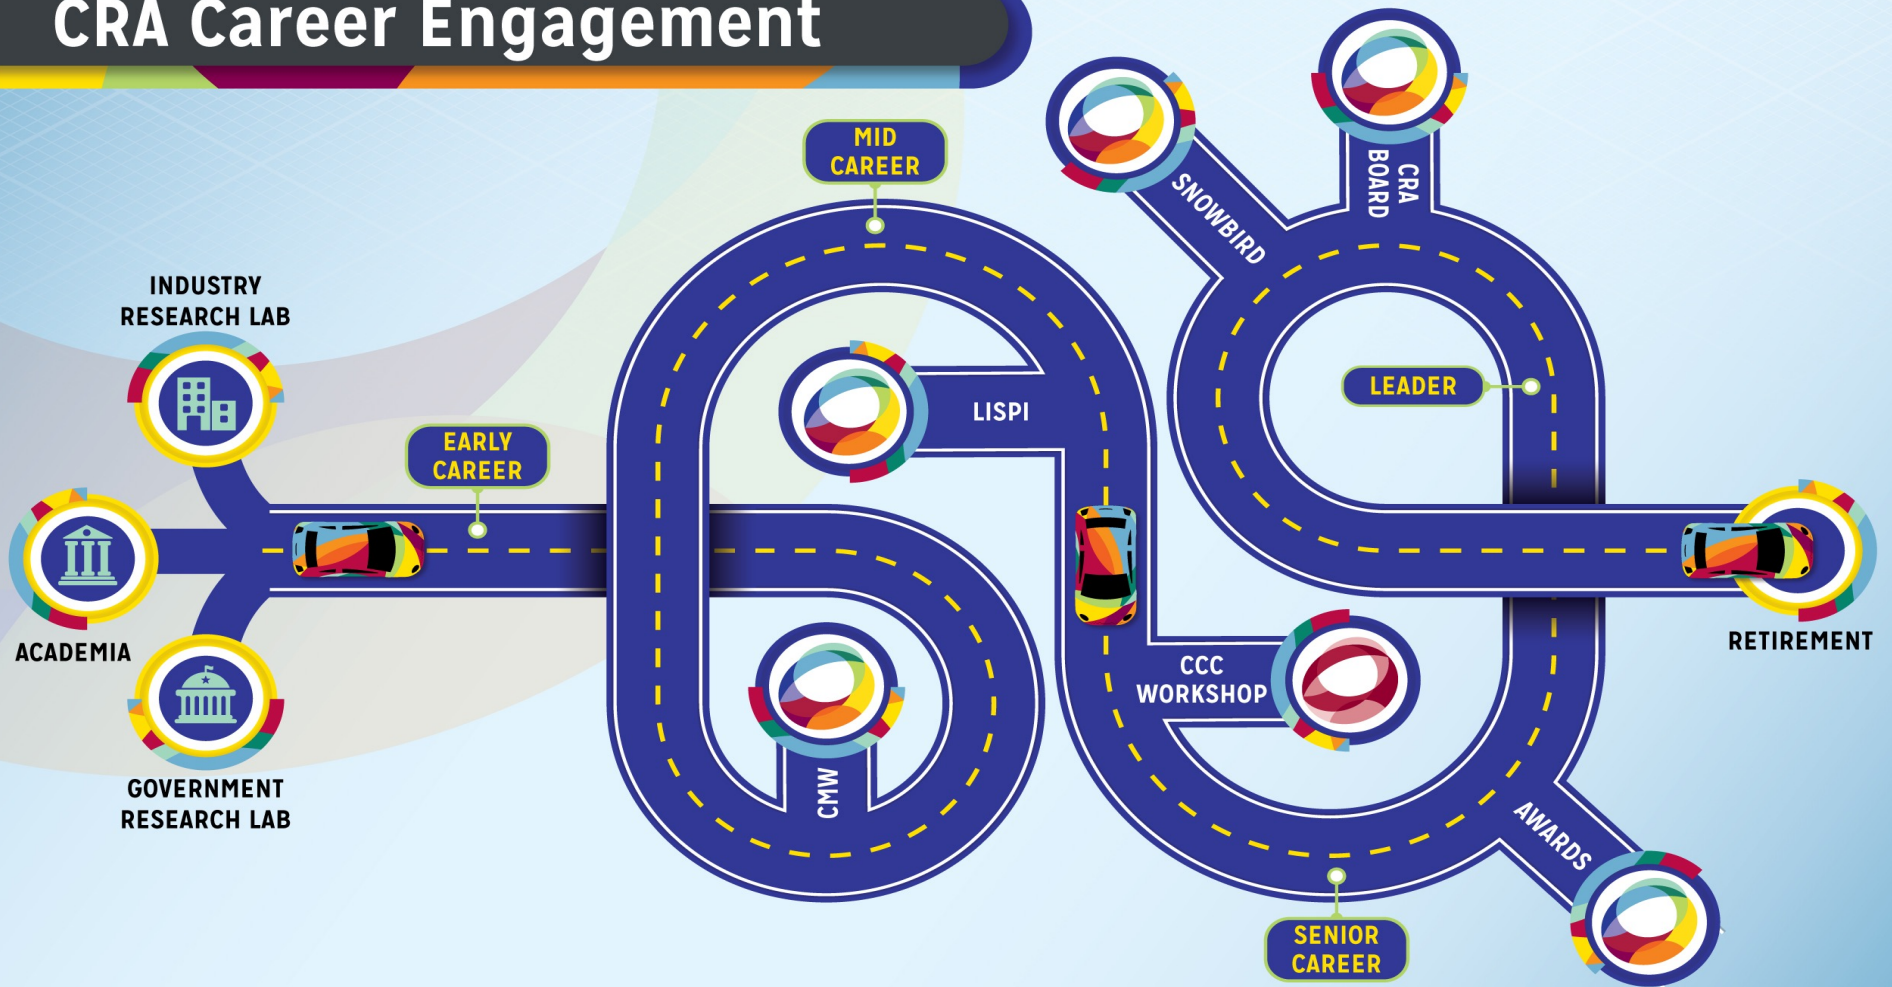 CRA Career Engagement
INDUSTRY
RESEARCH LAB
ACADEMIA
GOVERNMENT
RESEARCH LAB
EARLY
CAREER
MID
CAREER
LISPI
CMW
CCC
WORKSHOP
SENIOR
CAREER
AWARDS
LEADER
CRA
BOARD
SNOWBIRD
RETIREMENT